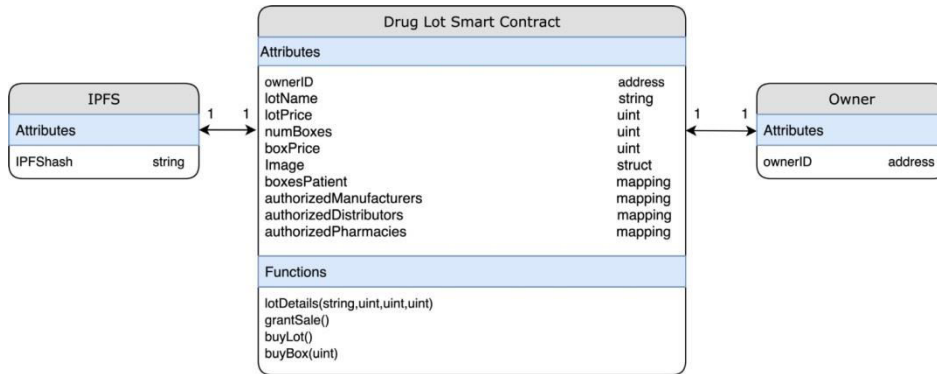 Drug Lot Smart Contract
Attributes
ownerID address
lotName string
lotPrice uint
numBoxes uint
boxPrice uint
Image struct
boxesPatient mapping
authorizedManufacturers mapping
authorizedDistributors mapping
authorizedPharmacies mapping
Functions
lotDetails(string,uint,uint,uint)
grantSale()
buyLot()
buyBox(uint)
IPFS
Attributes
IPFShash string
1 1
Owner
Attributes
ownerID address
1 1